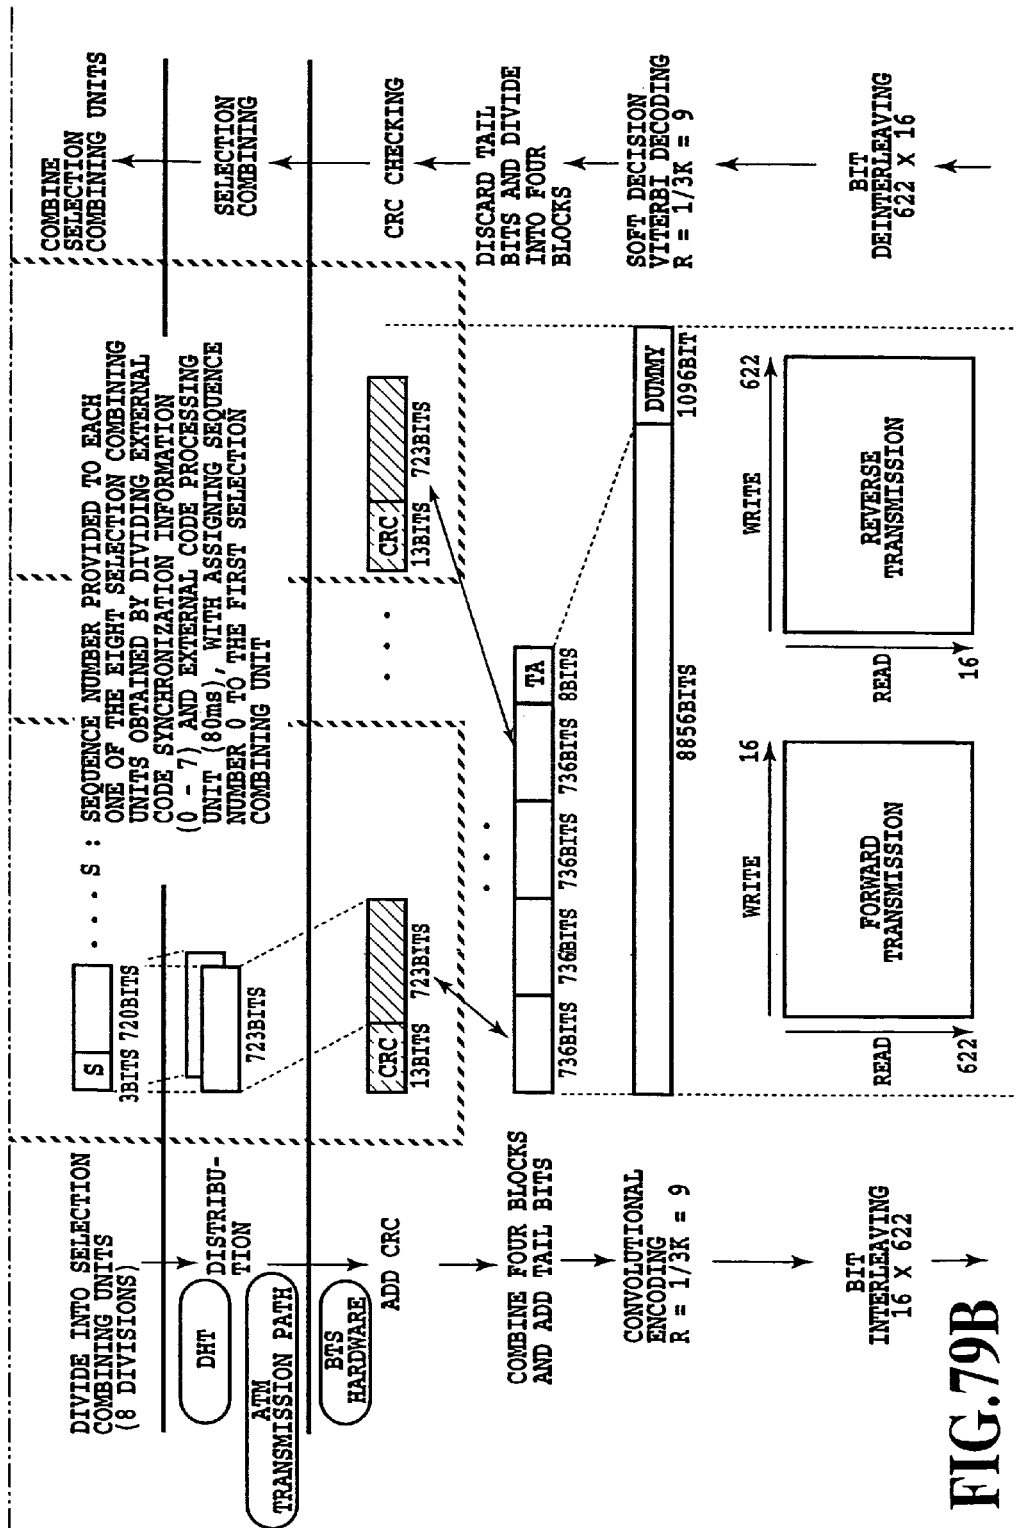 DIVIDE INTO SELECTION
COMBINING UNITS
(8 DIVISIONS)
DHT
DISTRIBU-
TION
ATM
TRANSMISSION PATH
BTS
HARDWARE
ADD CRC
COMBINE FOUR BLOCKS
AND ADD TAIL BITS
CONVOLUTIONAL
ENCODING
R = 1/3K = 9
BIT
INTERLEAVING
16 X 622
S
3BITS 720BITS
· · · · S : SEQUENCE NUMBER PROVIDED TO EACH
ONE OF THE EIGHT SELECTION COMBINING
UNITS OBTAINED BY DIVIDING EXTERNAL
CODE SYNCHRONIZATION INFORMATION
(0 - 7) AND EXTERNAL CODE PROCESSING
UNIT (80ms), WITH ASSIGNING SEQUENCE
NUMBER 0 TO THE FIRST SELECTION
COMBINING UNIT
723BITS
CRC
13BITS 723BITS
· · ·
CRC
13BITS 723BITS
· · ·
TA
736BITS 736BITS 736BITS 736BITS 8BITS
DUMMY
8856BITS 1096BIT
WRITE 16
READ
622
FORWARD
TRANSMISSION
WRITE 622
READ
16
REVERSE
TRANSMISSION
COMBINE
SELECTION
COMBINING UNITS
SELECTION
COMBINING
CRC CHECKING
DISCARD TAIL
BITS AND DIVIDE
INTO FOUR
BLOCKS
SOFT DECISION
VITTERBI DECODING
R = 1/3K = 9
BIT
DEINTERLEAVING
622 X 16
FIG.79B